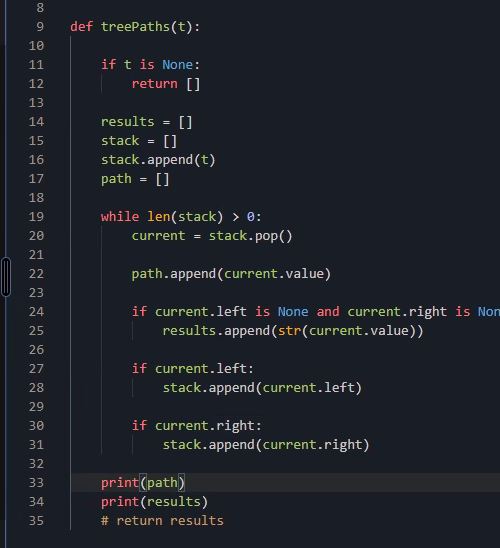 8
9 def treePaths(t):
10
11 if t is None:
12 return []
13
14 results = []
15 stack = []
16 stack.append(t)
17 path = []
18
19 while len(stack) > 0:
20 current = stack.pop()
21
22 path.append(current.value)
23
24 if current.left is None and current.right is Non
25 results.append(str(current.value))
26
27 if current.left:
28 stack.append(current.left)
29
30 if current.right:
31 stack.append(current.right)
32
33 print(path)
34 print(results)
35 # return results